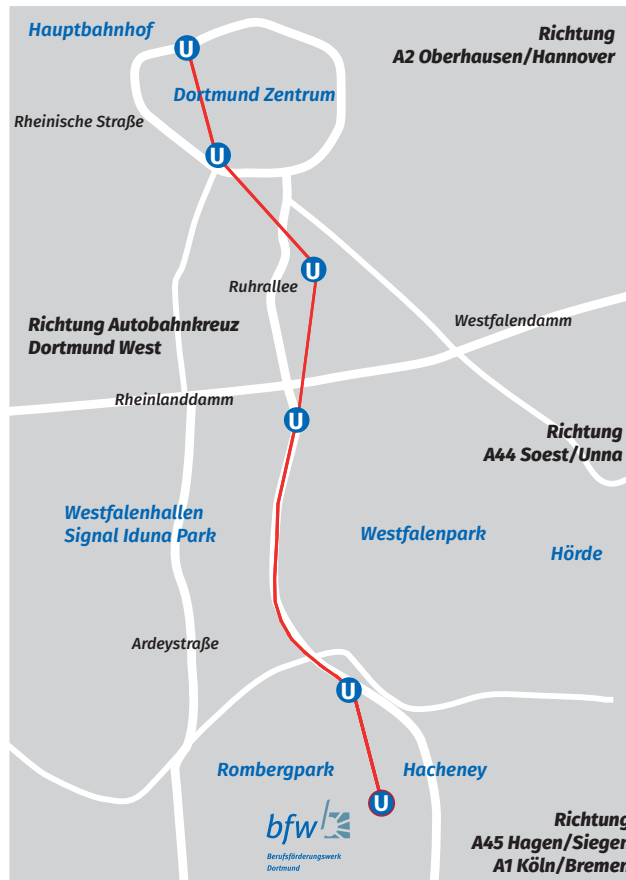 Hauptbahnhof
Richtung
A2 Oberhausen/Hannover
U
Dortmund Zentrum
Rheinische Straße
U
U
Ruhrallee
Westfalendamm
Richtung Autobahnkreuz
Dortmund West
Rheinlanddamm
U
Richtung
A44 Soest/Unna
Westfalenhallen
Signal Iduna Park
Westfalenpark
Hörde
Ardeystraße
U
Rombergpark
Hacheney
U
bfw
Berufsförderungswerk
Dortmund
Richtung
A45 Hagen/Siegen
A1 Köln/Bremen